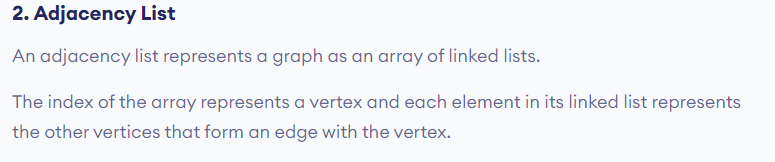 2. Adjacency List
An adjacency list represents a graph as an array of linked lists.
The index of the array represents a vertex and each element in its linked list represents
the other vertices that form an edge with the vertex.